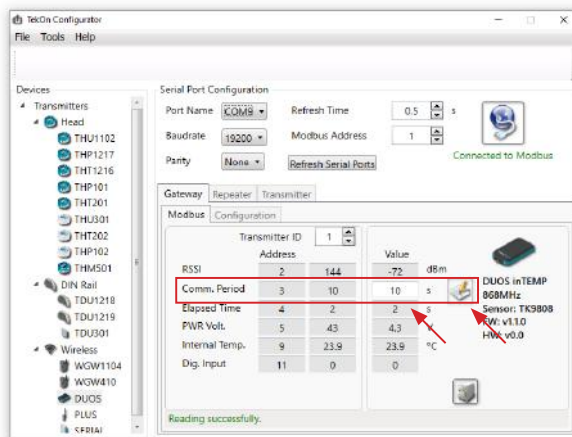 TekOn Configurator
File Tools Help
Devices
Transmitters
Head
THU1102
THP1217
THT1216
THP101
THT201
THU301
THT202
THP102
THM501
DIN Rail
TDU1218
TDU1219
TDU301
Wireless
WGW1104
WGW410
DUOS
PLUS
SERIAL
Serial Port Configuration
Port Name COM9 Refresh Time 0.5 s
Baudrate 19200 Modbus Address 1
Parity None Refresh Serial Ports
Connected to Modbus
Gateway Repeater Transmitter
Modbus Configuration
Transmitter ID 1
Address Value
RSSI 2 144 -72 dBm
Comm. Period 3 10 10 s
Elapsed Time 4 2 2 s
PWR Volt. 5 43 4,3 V
Internal Temp. 9 23.9 23.9 °C
Dig. Input 11 0 0
DUOS inTEMP
868MHz
Sensor: TK9808
FW: v1.1.0
HW: v0.0
Reading successfully.